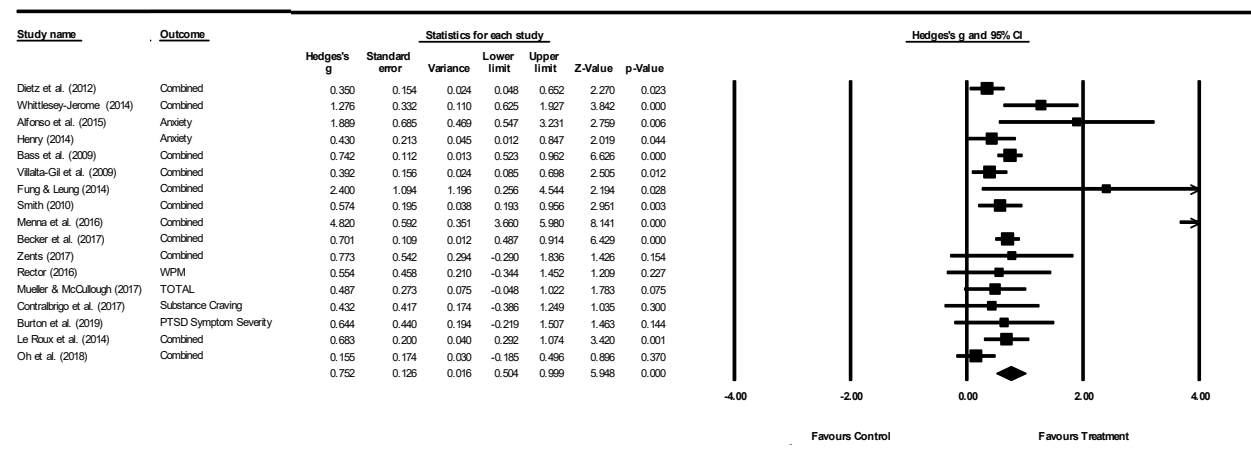 Study name Outcome Statistics for each study Hedges's g and 95% CI
Hedges's g Standard error Variance Lower limit Upper limit Z-Value p-Value
Dietz et al. (2012) Combined 0.350 0.154 0.024 0.048 0.652 2.270 0.023
Whittlesey-Jerome (2014) Combined 1.276 0.332 0.110 0.625 1.927 3.842 0.000
Alfonso et al. (2015) Anxiety 1.889 0.685 0.469 0.547 3.231 2.759 0.006
Henry (2014) Anxiety 0.430 0.213 0.045 0.012 0.847 2.019 0.044
Bass et al. (2009) Combined 0.742 0.112 0.013 0.523 0.962 6.626 0.000
Villalta-Gil et al. (2009) Combined 0.392 0.156 0.024 0.085 0.698 2.505 0.012
Fung & Leung (2014) Combined 2.400 1.094 1.196 0.256 4.544 2.194 0.028
Smith (2010) Combined 0.574 0.195 0.038 0.193 0.956 2.951 0.003
Menna et al. (2016) Combined 4.820 0.592 0.351 3.660 5.980 8.141 0.000
Becker et al. (2017) Combined 0.701 0.109 0.012 0.487 0.914 6.429 0.000
Zents (2017) Combined 0.773 0.542 0.294 -0.290 1.836 1.426 0.154
Rector (2016) WPM 0.554 0.458 0.210 -0.344 1.452 1.209 0.227
Mueller & McCullough (2017) TOTAL 0.487 0.273 0.075 -0.048 1.022 1.783 0.075
Contralbrigo et al. (2017) Substance Craving 0.432 0.417 0.174 -0.386 1.249 1.035 0.300
Burton et al. (2019) PTSD Symptom Severity 0.644 0.440 0.194 -0.219 1.507 1.463 0.144
Le Roux et al. (2014) Combined 0.683 0.200 0.040 0.292 1.074 3.420 0.001
Oh et al. (2018) Combined 0.155 0.174 0.030 -0.185 0.496 0.896 0.370
0.752 0.126 0.016 0.504 0.999 5.948 0.000
-4.00 -2.00 0.00 2.00 4.00
Favours Control Favours Treatment